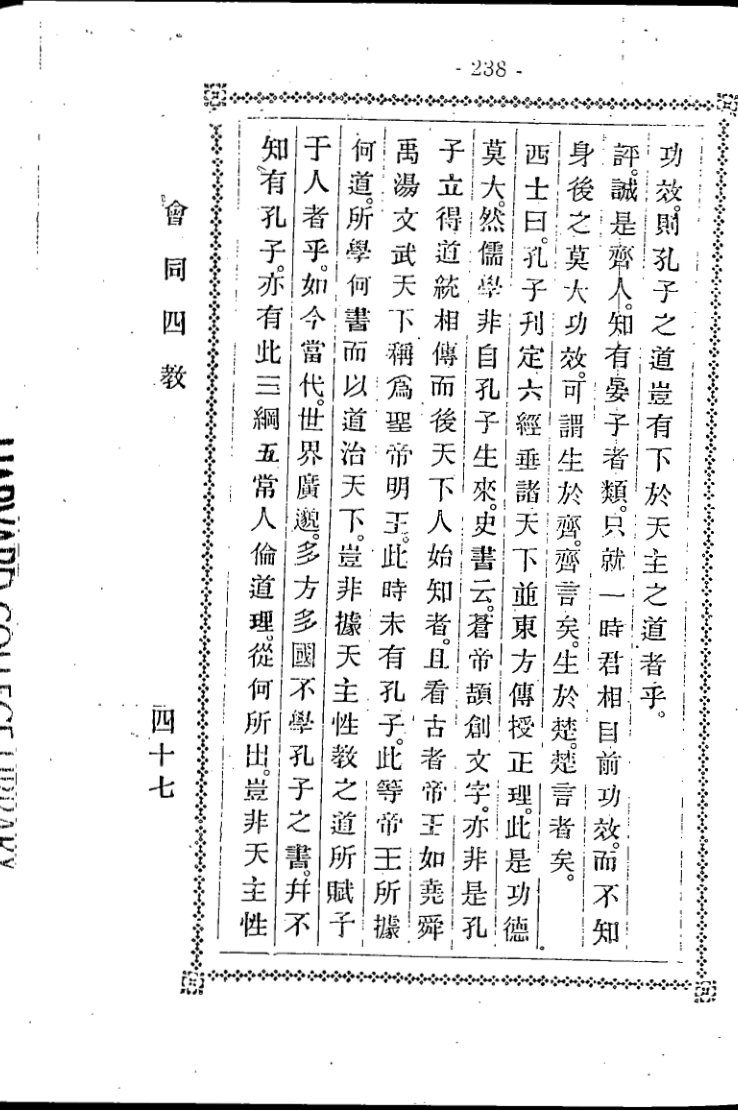 - 238 -
功效。則孔子之道豈有下於天主之道者乎。
評。誠是齊人。知有晏子者類。只就一時君相目前功效。而不知
身後之莫大功效。可謂生於齊。齊言矣。生於楚。楚言者矣。
西士曰。孔子刋定六經垂諸天下並東方傳授正理。此是功德
莫大。然儒學非自孔子生來。史書云。蒼帝頡創文字。亦非是孔
子立得道統相傳而後天下人始知者。且看古者帝王如堯舜
禹湯文武天下稱爲聖帝明王。此時未有孔子。此等帝王所據
何道。所學何書而以道治天下。豈非據天主性教之道所賦予
于人者乎。如今當代。世界廣邈。多方多國不學孔子之書。幷不
知有孔子。亦有此三綱五常人倫道理。從何所出。豈非天主性
會同四教
四十七
HARVARD COLLEGE LIBRARY